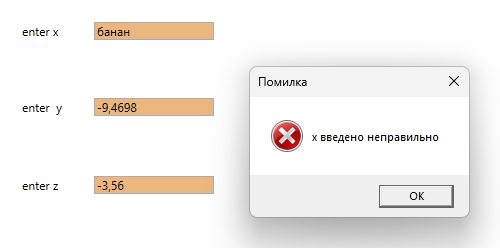 enter x
банан
enter y
-9,4698
enter z
-3,56
Помилка
x введено неправильно
OK